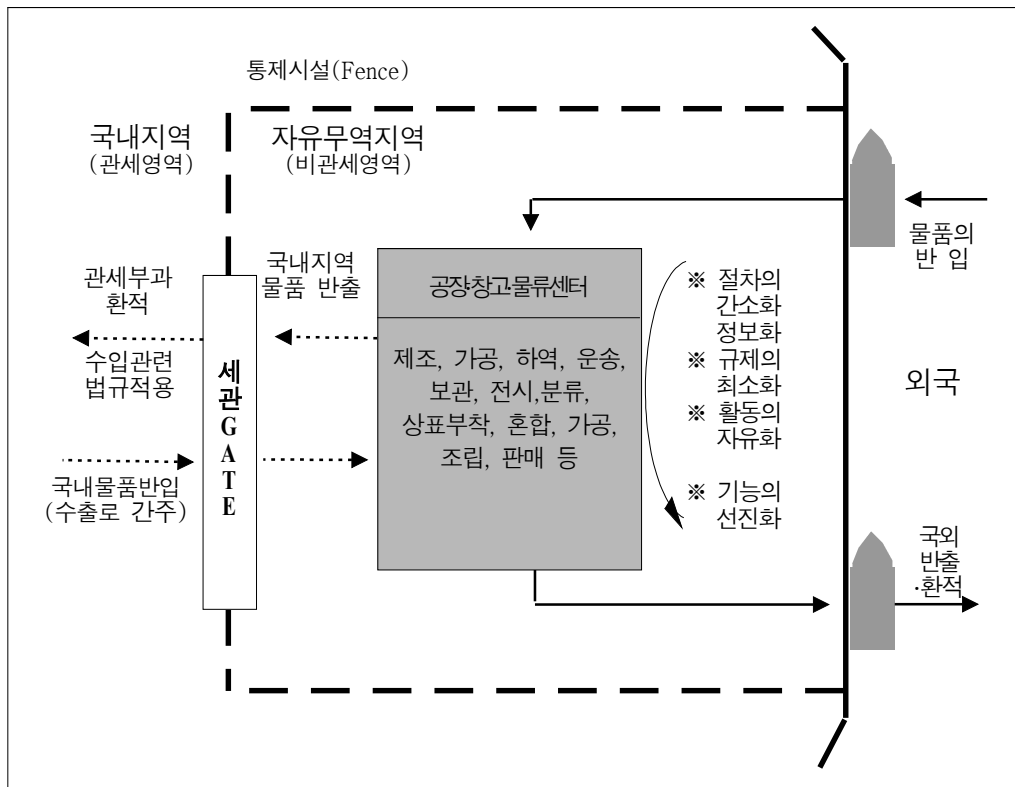 통제시설(Fence)
국내지역
(관세영역)
자유무역지역
(비관세영역)
물품의
반 입
관세부과
환적
국내지역
물품 반출
공장·창고·물류센터
※ 절차의
간소화
정보화
※ 규제의
최소화
※ 활동의
자유화
※ 기능의
선진화
제조, 가공, 하역, 운송,
보관, 전시,분류,
상표부착, 혼합, 가공,
조립, 판매 등
수입관련
법규적용
세관GATE
외국
국내물품반입
(수출로 간주)
국외
반출
·환적